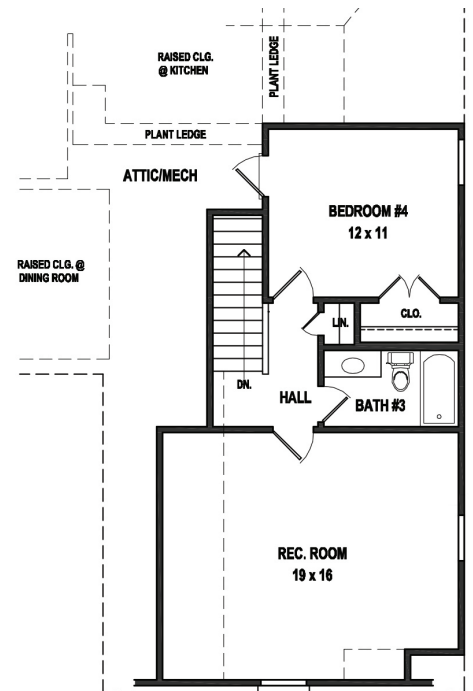 RAISED CLG.
@ KITCHEN
PLANT LEDGE
PLANT LEDGE
ATTIC/MECH
BEDROOM #4
12 x 11
RAISED CLG. @
DINING ROOM
CLO.
LIN.
DN.
HALL
BATH #3
REC. ROOM
19 x 16